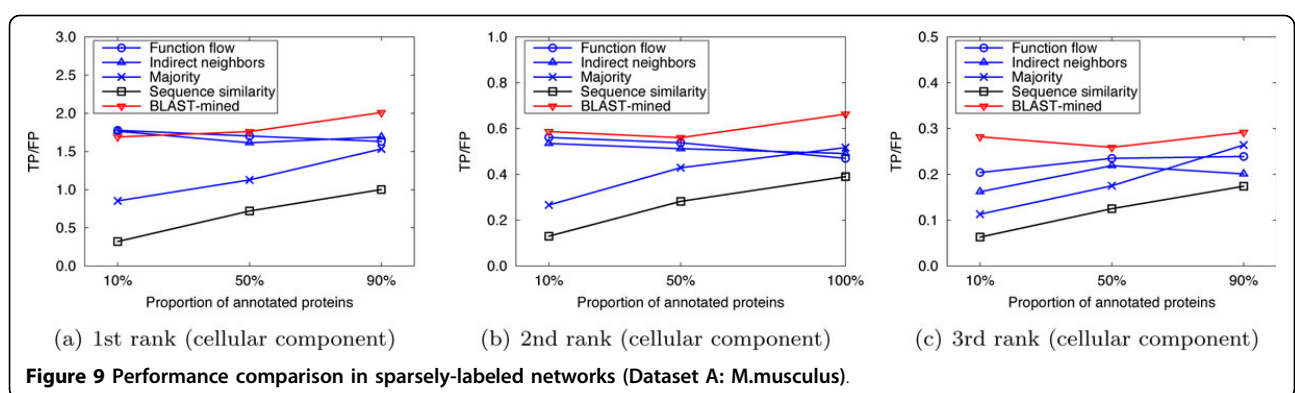 3.0
2.5
2.0
1.5
1.0
0.5
0.0
TP/FP
Function flow
Indirect neighbors
Majority
Sequence similarity
BLAST-mined
10%
50%
90%
Proportion of annotated proteins
(a) 1st rank (cellular component)
1.0
0.8
0.6
0.4
0.2
0.0
TP/FP
Function flow
Indirect neighbors
Majority
Sequence similarity
BLAST-mined
10%
50%
100%
Proportion of annotated proteins
(b) 2nd rank (cellular component)
0.5
0.4
0.3
0.2
0.1
0.0
TP/FP
Function flow
Indirect neighbors
Majority
Sequence similarity
BLAST-mined
10%
50%
90%
Proportion of annotated proteins
(c) 3rd rank (cellular component)
Figure 9 Performance comparison in sparsely-labeled networks (Dataset A: M.musculus).